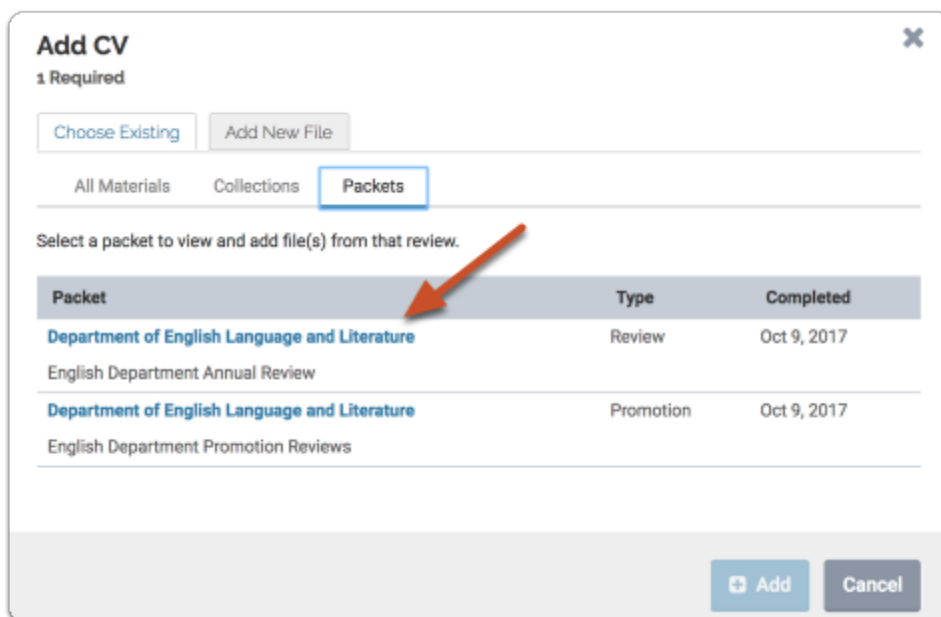 Add CV
1 Required
Choose Existing Add New File
All Materials Collections Packets
Select a packet to view and add file(s) from that review.
Packet Type Completed
Department of English Language and Literature Review Oct 9, 2017
English Department Annual Review
Department of English Language and Literature Promotion Oct 9, 2017
English Department Promotion Reviews
Add Cancel